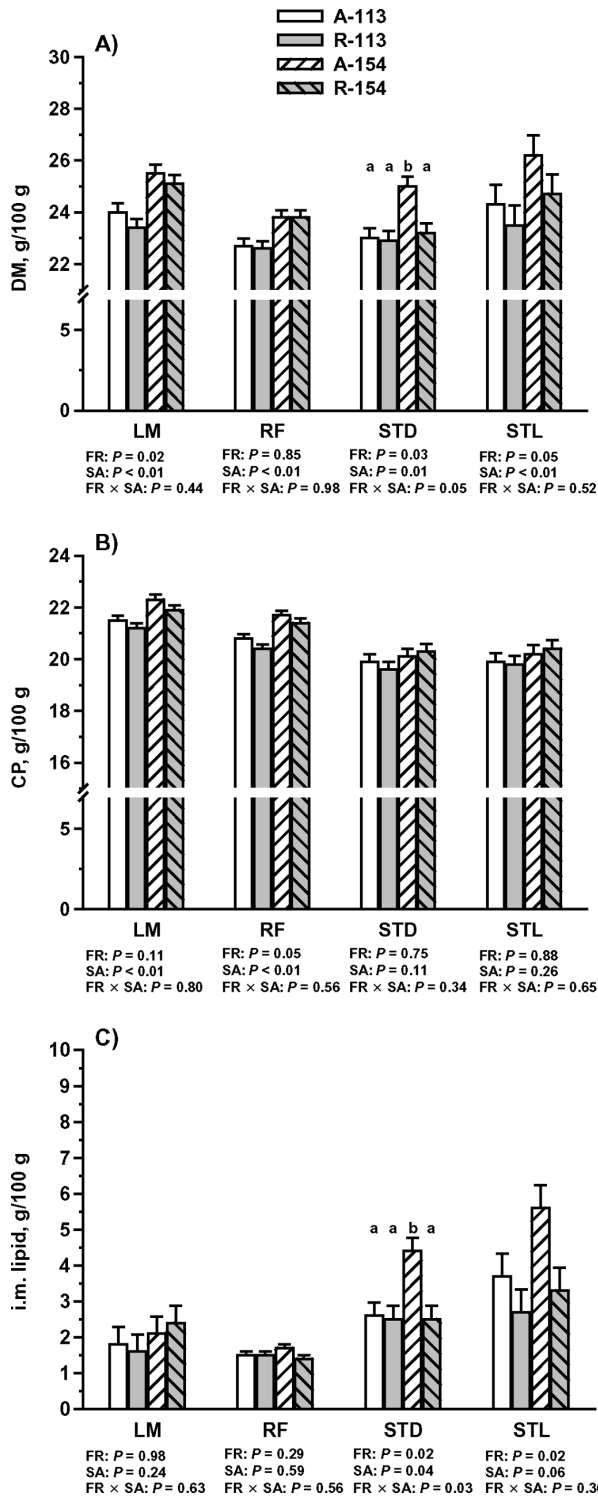 A-113
R-113
A-154
R-154
A)
30
28
26
24
22
5
0
DM, g/100 g
a a b a
LM RF STD STL
FR: P = 0.02 FR: P = 0.85 FR: P = 0.03 FR: P = 0.05
SA: P < 0.01 SA: P < 0.01 SA: P = 0.01 SA: P < 0.01
FR × SA: P = 0.44 FR × SA: P = 0.98 FR × SA: P = 0.05 FR × SA: P = 0.52
B)
24
22
20
18
16
5
0
CP, g/100 g
LM RF STD STL
FR: P = 0.11 FR: P = 0.05 FR: P = 0.75 FR: P = 0.88
SA: P < 0.01 SA: P < 0.01 SA: P = 0.11 SA: P = 0.26
FR × SA: P = 0.80 FR × SA: P = 0.56 FR × SA: P = 0.34 FR × SA: P = 0.65
C)
10
9
8
7
6
5
4
3
2
1
0
i.m. lipid, g/100 g
a a b a
LM RF STD STL
FR: P = 0.98 FR: P = 0.29 FR: P = 0.02 FR: P = 0.02
SA: P = 0.24 SA: P = 0.59 SA: P = 0.04 SA: P = 0.06
FR × SA: P = 0.63 FR × SA: P = 0.56 FR × SA: P = 0.03 FR × SA: P =